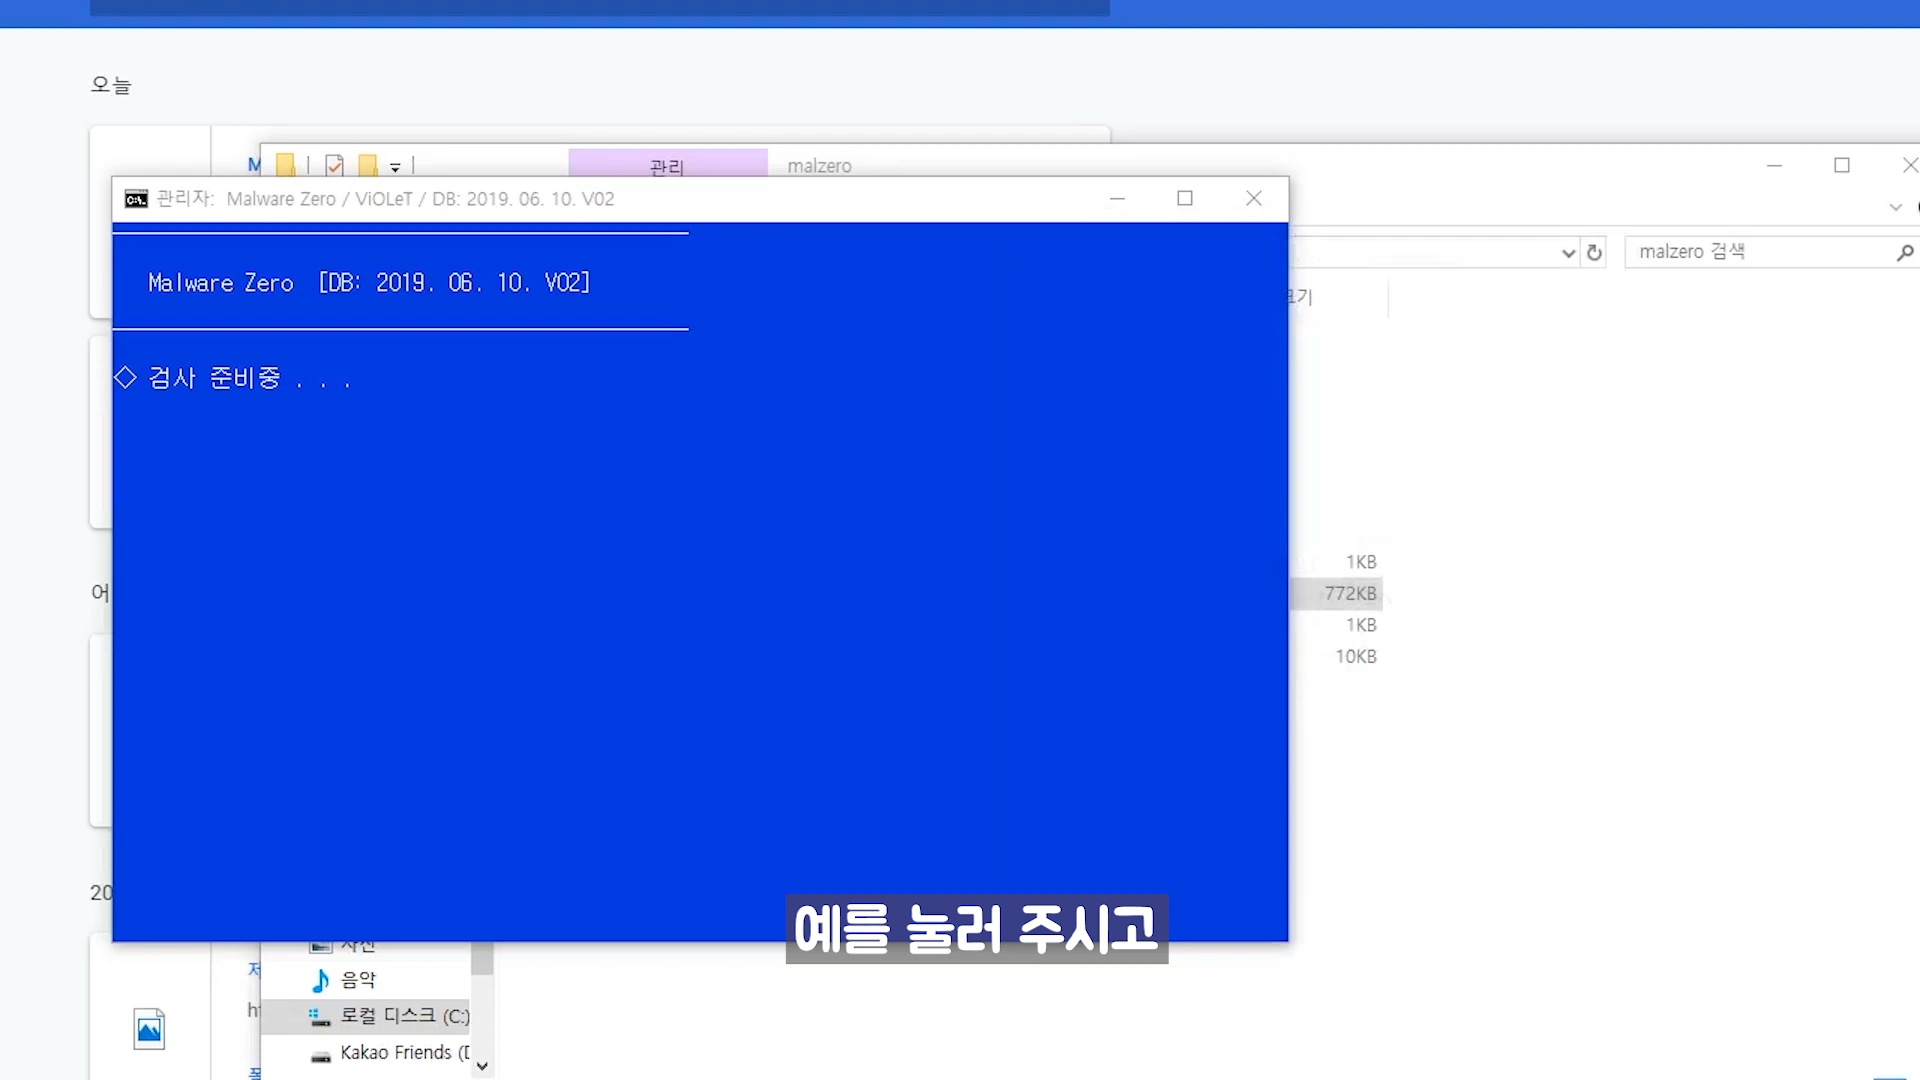 오늘
관리
malzero
관리자: Malware Zero / ViOLeT / DB: 2019. 06. 10. V02
malzero 검색
Malware Zero [DB: 2019. 06. 10. V02]
◇ 검사 준비중 . . .
1KB
772KB
1KB
10KB
20
예를 눌러 주시고
사진
음악
로컬 디스크 (C:)
Kakao Friends (D